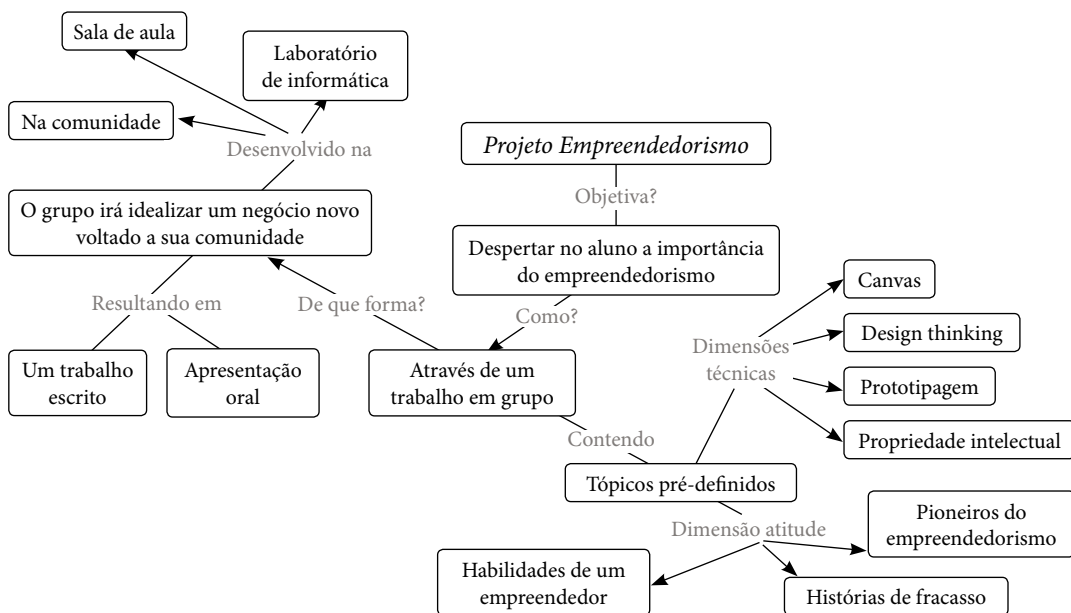 Sala de aula
Laboratório
de informática
Na comunidade
Desenvolvido na
Projeto Empreendedorismo
Objetiva?
O grupo irá idealizar um negócio novo
voltado a sua comunidade
Despertar no aluno a importância
do empreendedorismo
Resultando em
De que forma?
Como?
Um trabalho
escrito
Apresentação
oral
Através de um
trabalho em grupo
Dimensões
técnicas
Canvas
Design thinking
Prototipagem
Propriedade intelectual
Contendo
Tópicos pré-definidos
Dimensão atitude
Pioneiros do
empreendedorismo
Habilidades de um
empreendedor
Histórias de fracasso